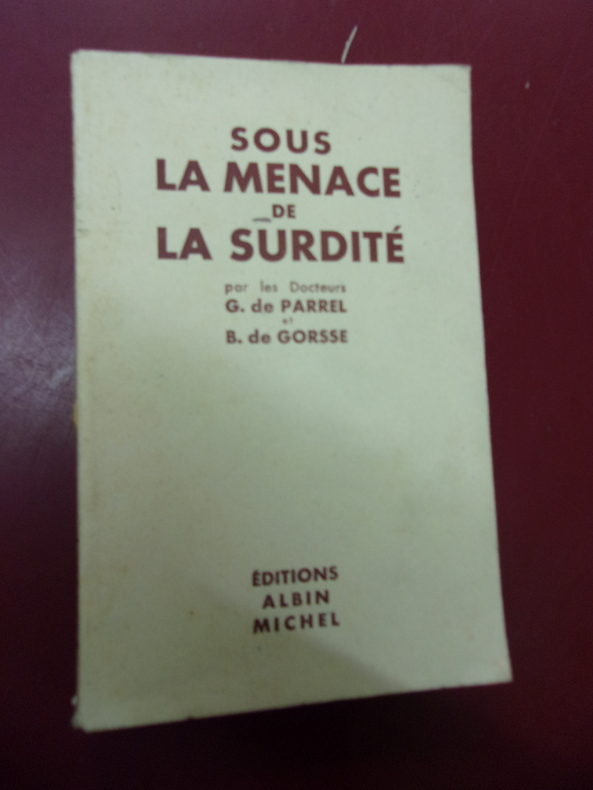 SOUS
LA MENACE
DE
LA SURDITÉ
par les Docteurs
G. de PARREL
et
B. de GORSSE
ÉDITIONS
ALBIN
MICHEL